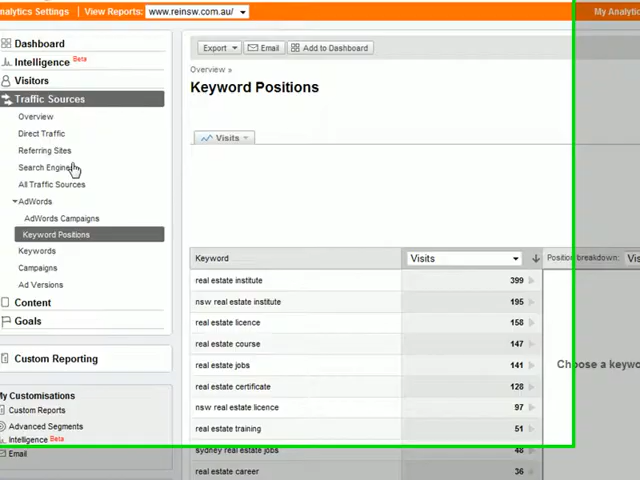 nalytics Settings | View Reports: www.reinsw.com.au/ My Analytic
Dashboard
Intelligence Beta
Visitors
Traffic Sources
Overview
Direct Traffic
Referring Sites
Search Engines
All Traffic Sources
AdWords
AdWords Campaigns
Keyword Positions
Keywords
Campaigns
Ad Versions
Content
Goals
Custom Reporting
My Customisations
Custom Reports
Advanced Segments
Intelligence Beta
Email
Export Email Add to Dashboard
Overview »
Keyword Positions
Visits
Keyword Visits Position breakdown: Vis
real estate institute 399
nsw real estate institute 195
real estate licence 158
real estate course 147
real estate jobs 141
real estate certificate 128
nsw real estate licence 97
real estate training 51
sydney real estate jobs 48
real estate career 36
Choose a keywo